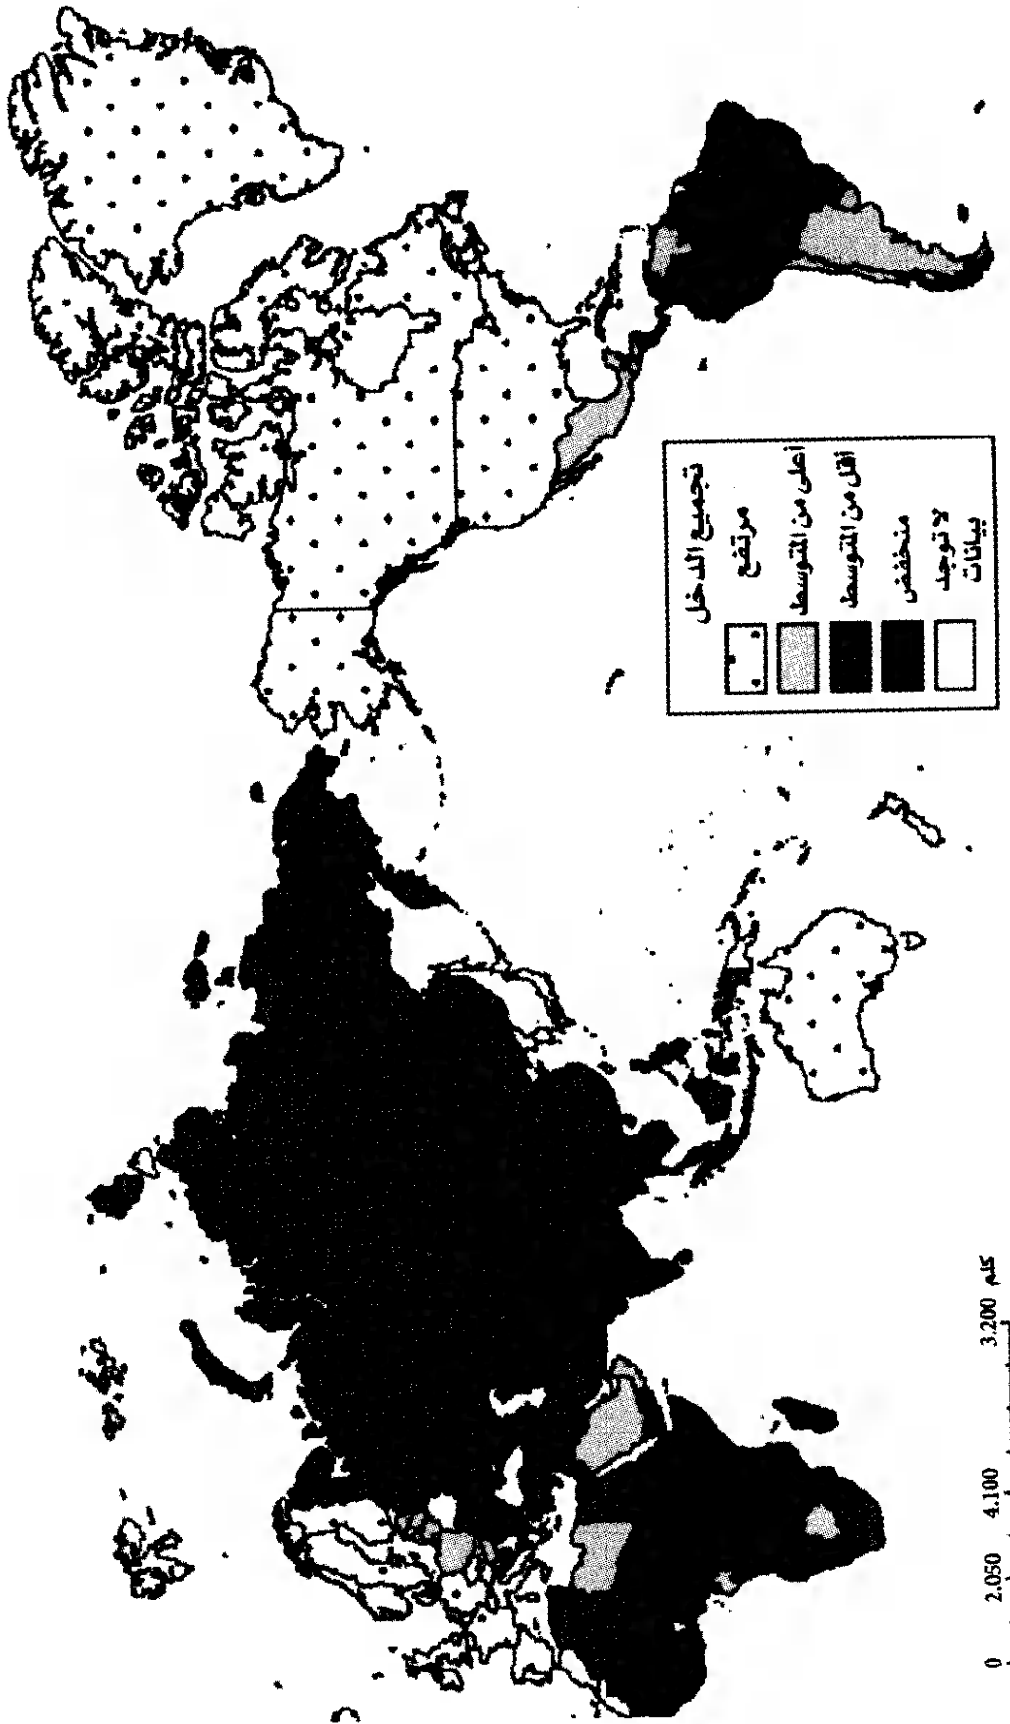 تجميع الدخل
مرتفع
أعلى من المتوسط
أقل من المتوسط
منخفض
لا توجد
بيانات
0 2.050 4.100 3.200 كلم